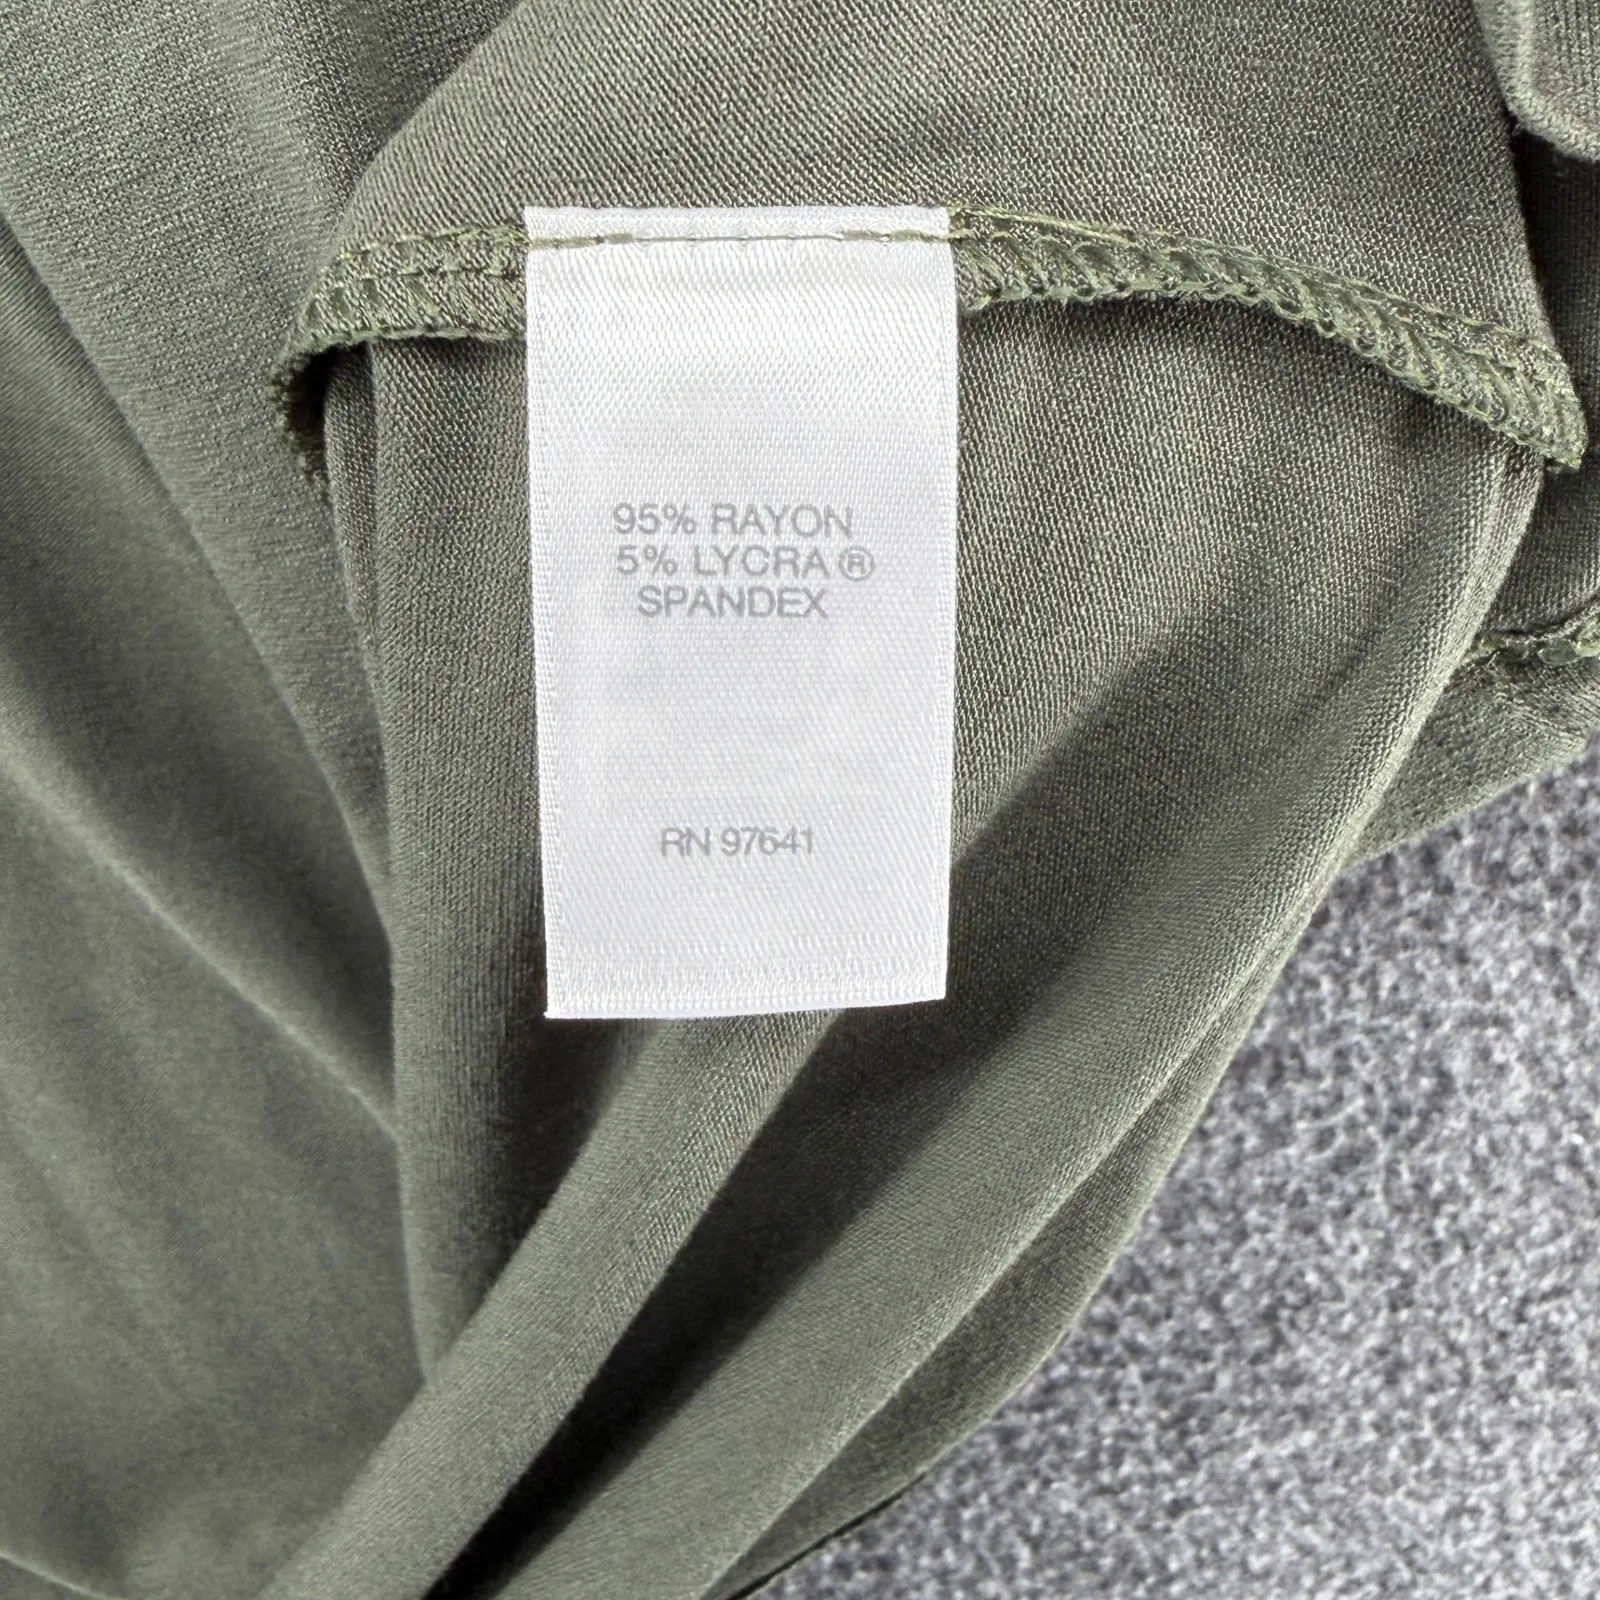 95% RAYON
5% LYCRA®
SPANDEX
RN 97641